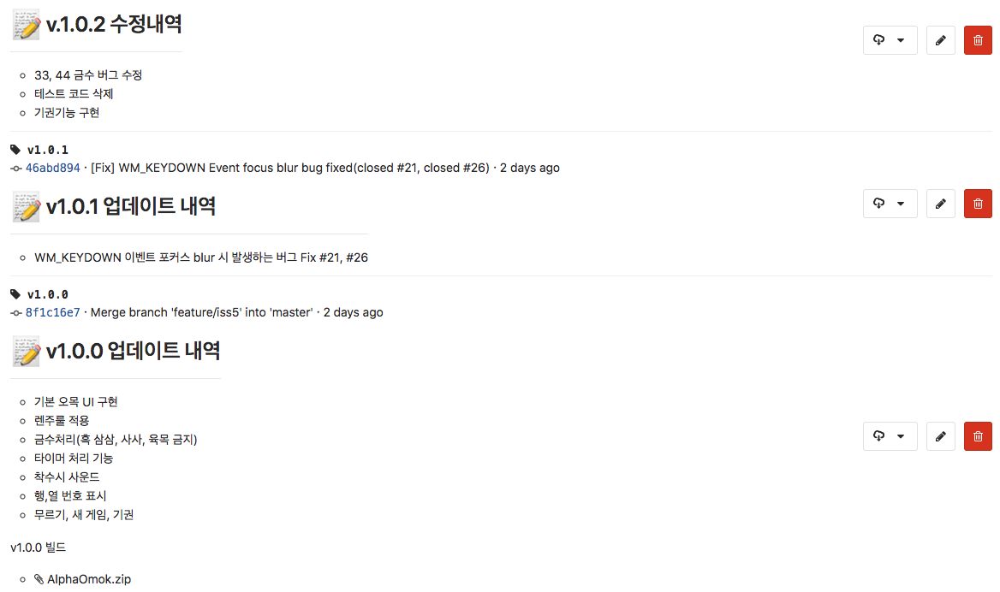 v.1.0.2 수정내역
33, 44 금수 버그 수정
테스트 코드 삭제
기권기능 구현
v1.0.1
46abd894 · [Fix] WM_KEYDOWN Event focus blur bug fixed(closed #21, closed #26) · 2 days ago
v1.0.1 업데이트 내역
WM_KEYDOWN 이벤트 포커스 blur 시 발생하는 버그 Fix #21, #26
v1.0.0
8f1c16e7 · Merge branch 'feature/iss5' into 'master' · 2 days ago
v1.0.0 업데이트 내역
기본 오목 UI 구현
렌주룰 적용
금수처리(흑 삼삼, 사사, 육목 금지)
타이머 처리 기능
착수시 사운드
행,열 번호 표시
무르기, 새 게임, 기권
v1.0.0 빌드
AlphaOmok.zip